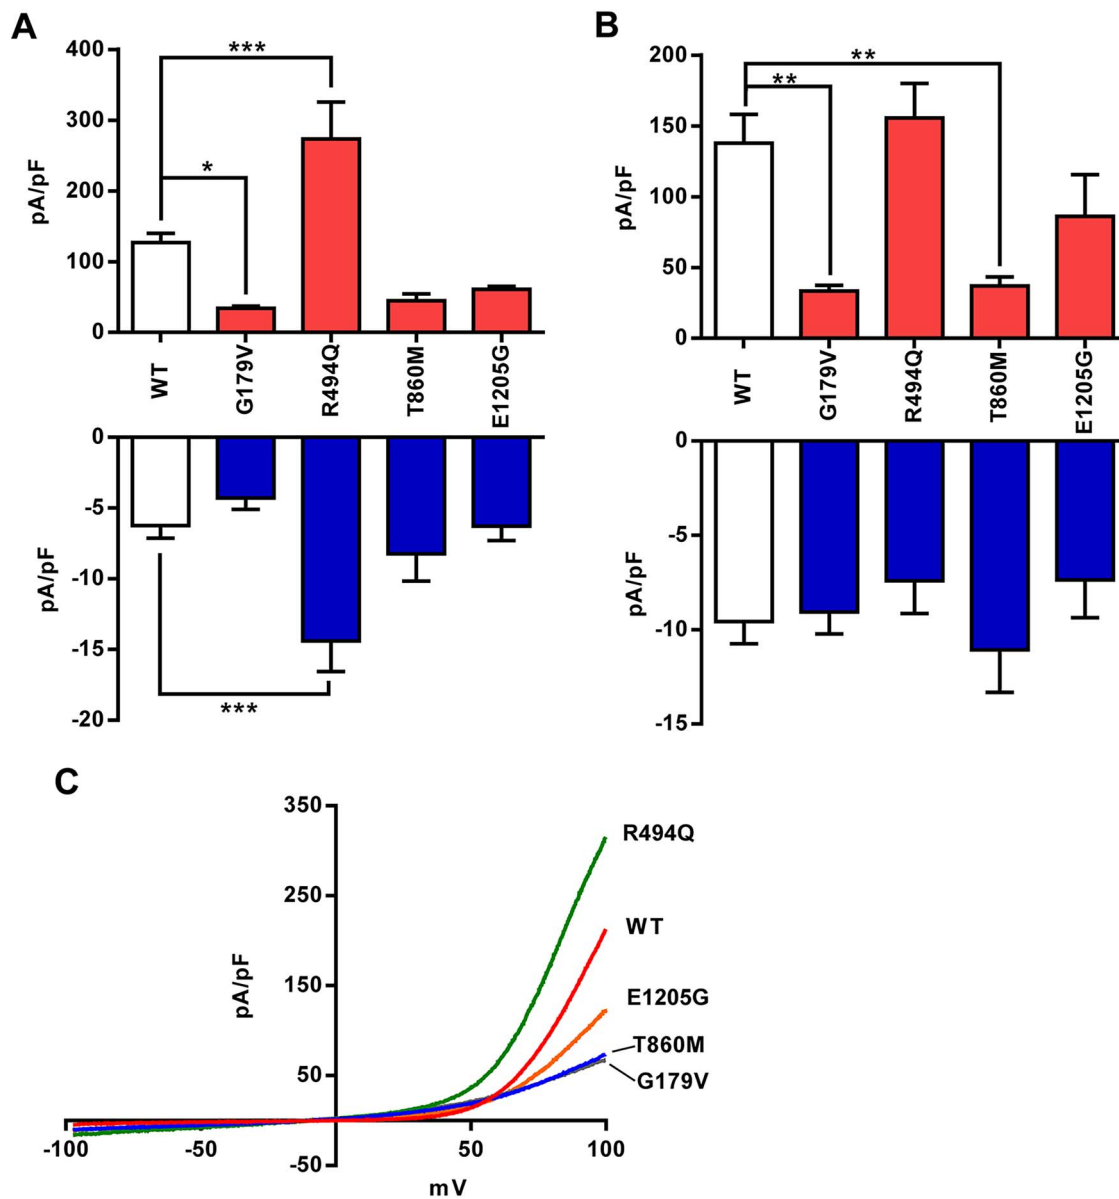 A
400
300
200
100
0
pA/pF
***
*
WT
G179V
R494Q
T860M
E1205G
0
-5
-10
-15
-20
pA/pF
***
B
200
150
100
50
0
pA/pF
**
**
WT
G179V
R494Q
T860M
E1205G
0
-5
-10
-15
pA/pF
C
350
250
150
50
-50
pA/pF
-100
-50
50
100
mV
R494Q
WT
E1205G
T860M
G179V